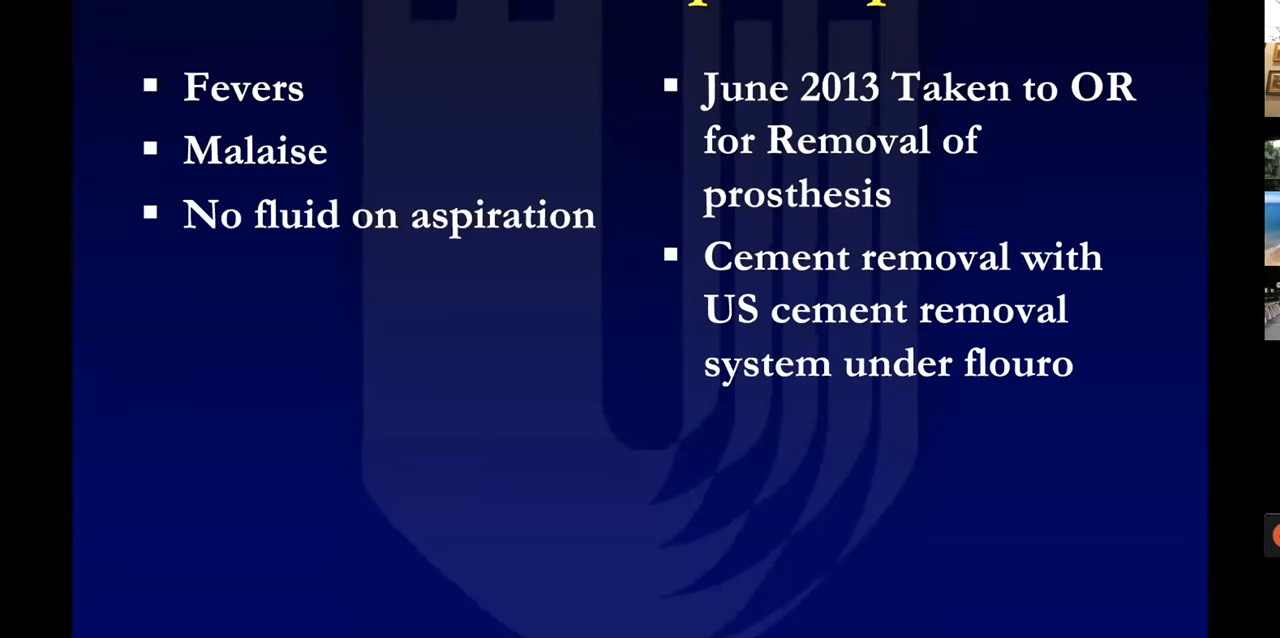 Fevers
Malaise
No fluid on aspiration
June 2013 Taken to OR
for Removal of
prosthesis
Cement removal with
US cement removal
system under flouro